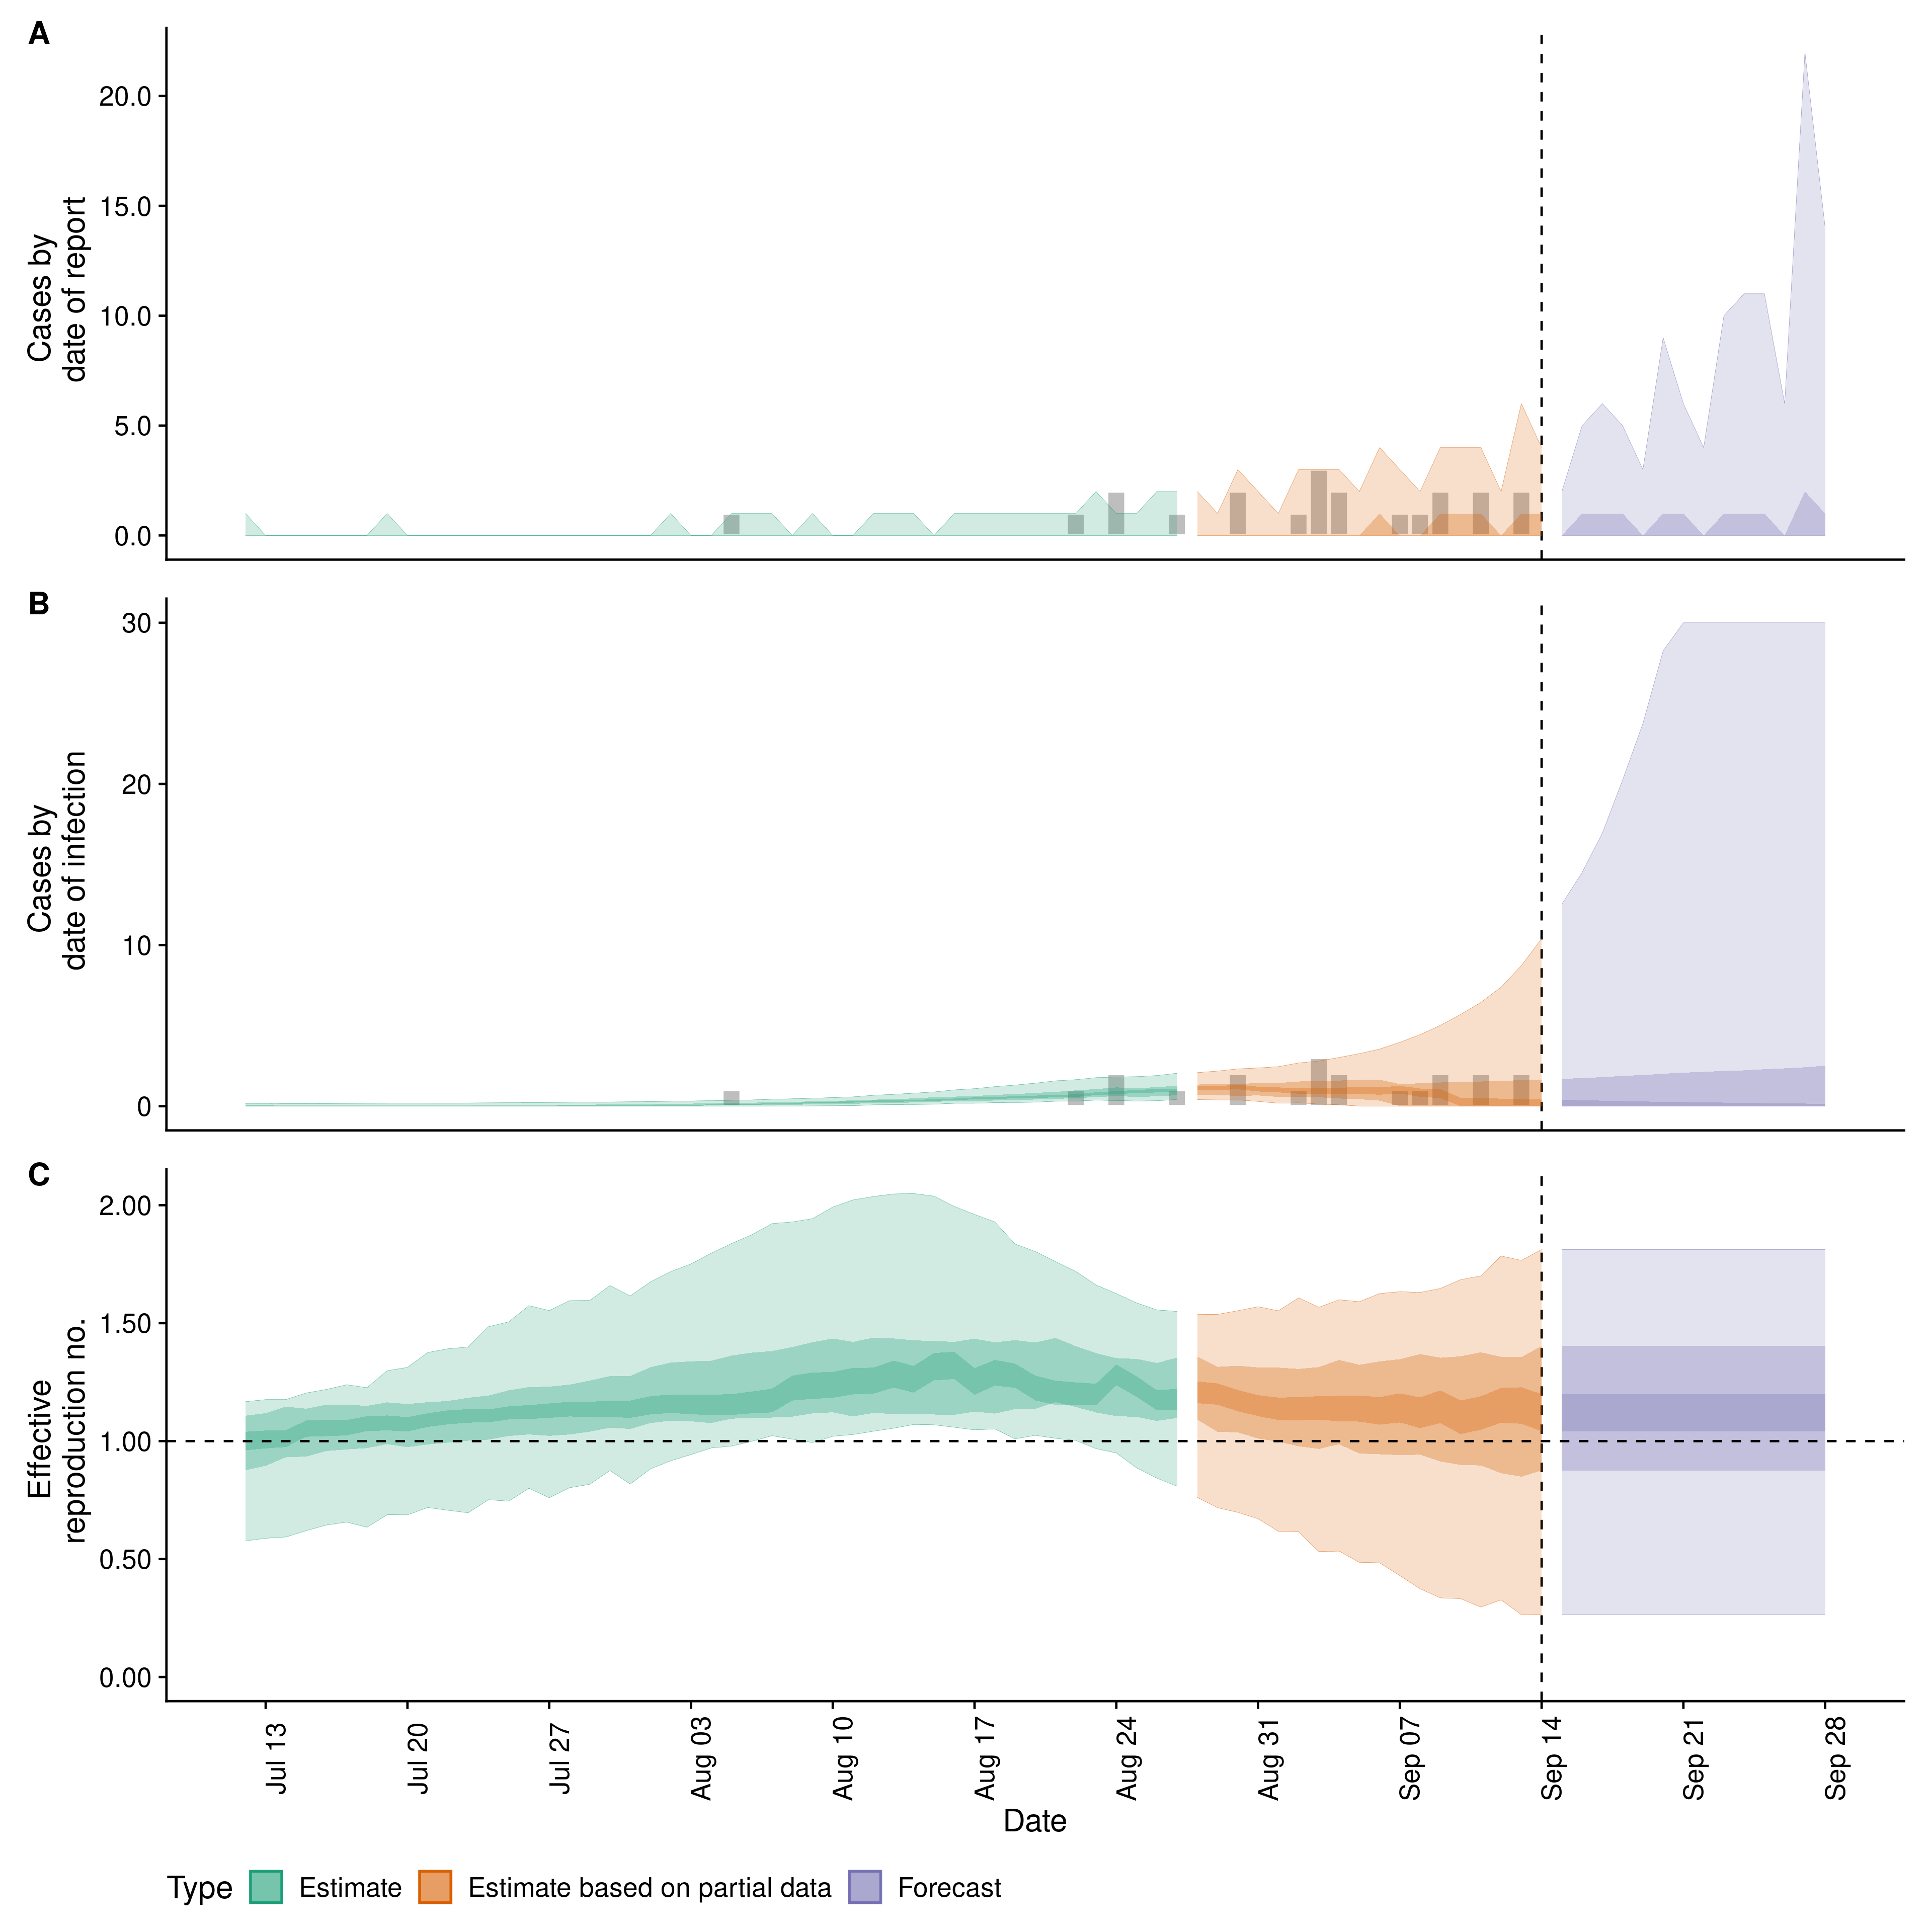 A
Cases by
date of report
20.0
15.0
10.0
5.0
0.0
B
Cases by
date of infection
30
20
10
0
C
Effective
reproduction no.
2.00
1.50
1.00
0.50
0.00
Jul 13
Jul 20
Jul 27
Aug 03
Aug 10
Aug 17
Aug 24
Aug 31
Sep 07
Sep 14
Sep 21
Sep 28
Date
Type Estimate Estimate based on partial data Forecast